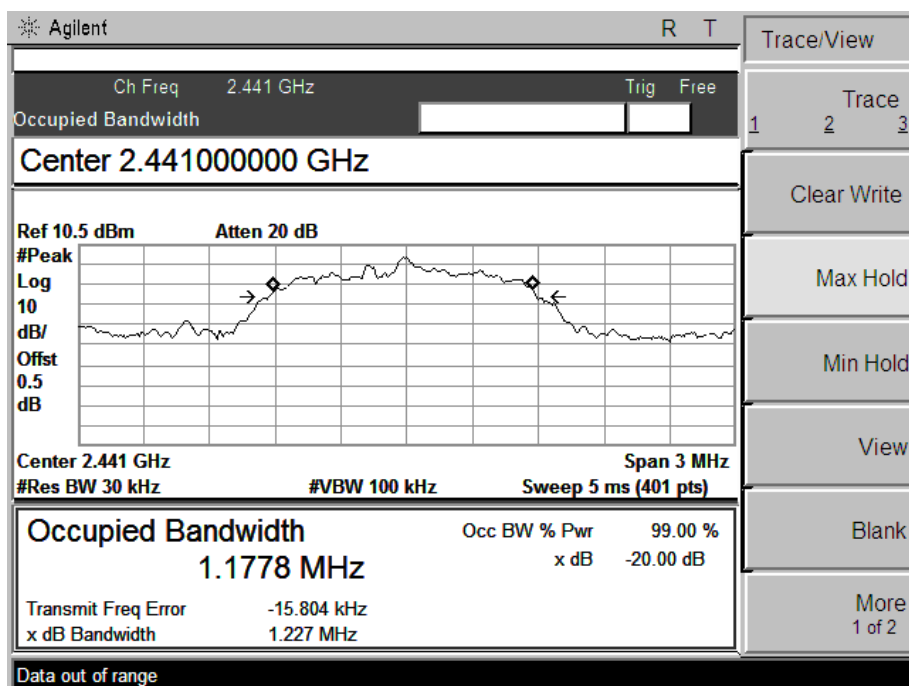 Agilent R T
Ch Freq 2.441 GHz Trig Free
Occupied Bandwidth
Center 2.441000000 GHz
Ref 10.5 dBm Atten 20 dB
#Peak
Log
10
dB/
Offst
0.5
dB
Center 2.441 GHz Span 3 MHz
#Res BW 30 kHz #VBW 100 kHz Sweep 5 ms (401 pts)
Occupied Bandwidth
1.1778 MHz
Occ BW % Pwr 99.00 %
x dB -20.00 dB
Transmit Freq Error -15.804 kHz
x dB Bandwidth 1.227 MHz
Data out of range
Trace/View
Trace
1 2 3
Clear Write
Max Hold
Min Hold
View
Blank
More
1 of 2